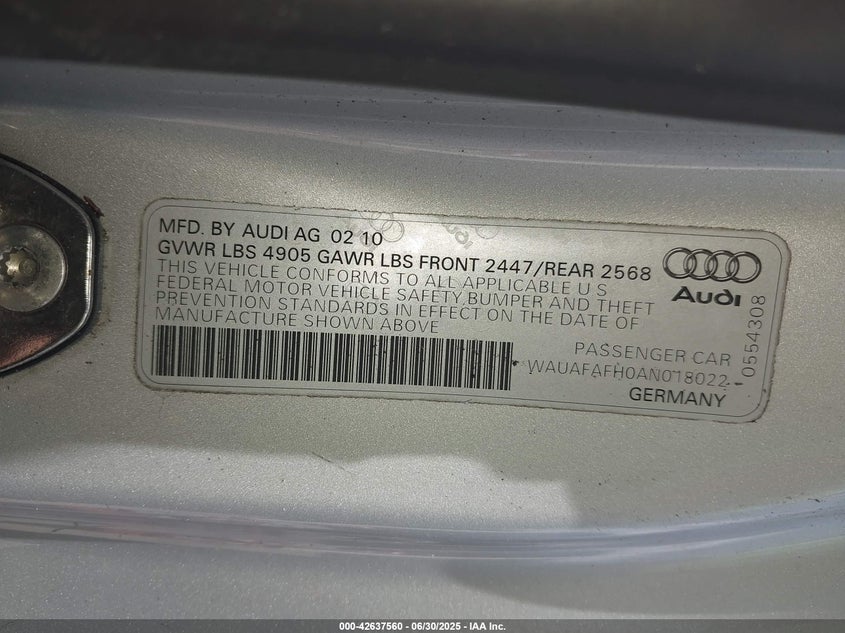 MFD. BY AUDI AG 02 10
GVWR LBS 4905 GAWR LBS FRONT 2447/REAR 2568
THIS VEHICLE CONFORMS TO ALL APPLICABLE U S
FEDERAL MOTOR VEHICLE SAFETY,BUMPER AND THEFT
PREVENTION STANDARDS IN EFFECT ON THE DATE OF
MANUFACTURE SHOWN ABOVE
Audi
PASSENGER CAR
WAUAFAFH0AN018022
GERMANY
0554308
000-42637560 - 06/30/2025 - IAA Inc.